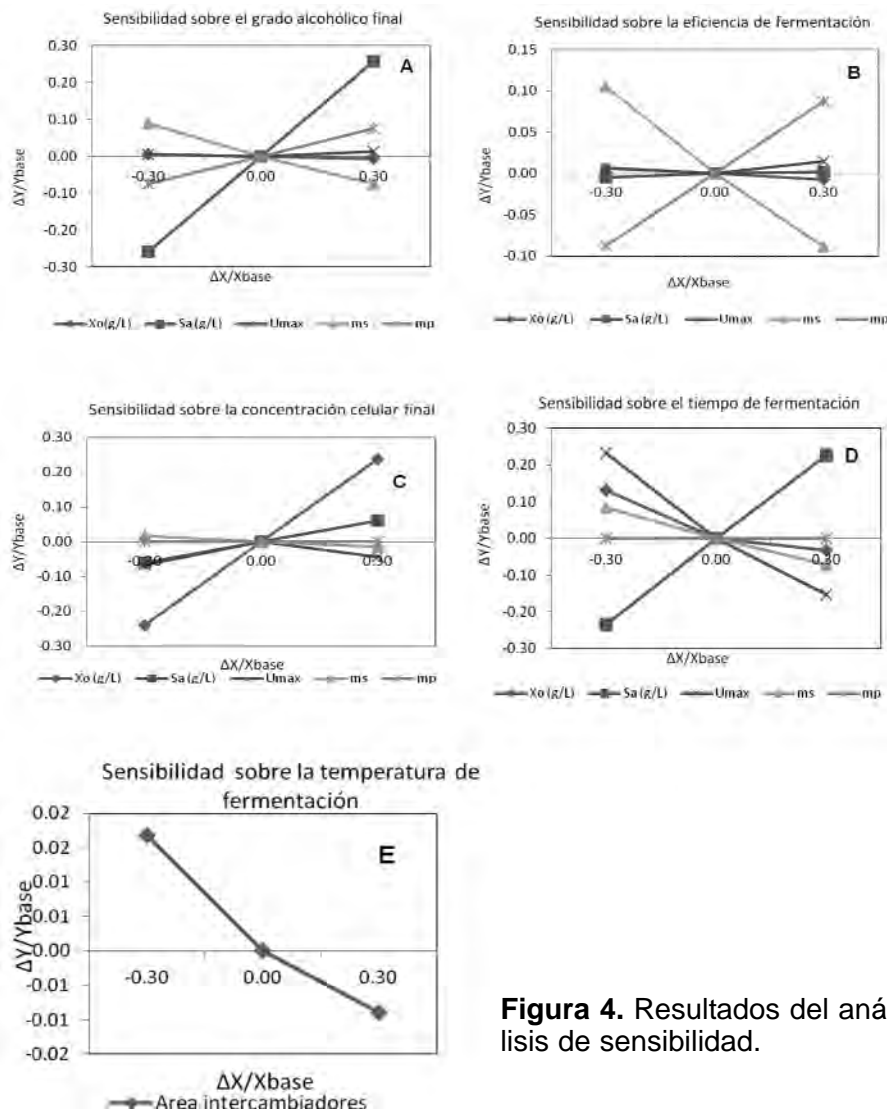 Sensibilidad sobre el grado alcohólico final
0.30
0.20
0.10
0.00
-0.10
-0.20
-0.30
-0.30
0.00
0.30
A
ΔY/Ybase
ΔX/Xbase
Xo(g/L) Sa(g/L) Umax ms mp
Sensibilidad sobre la eficiencia de fermentación
0.15
0.10
0.05
0.00
-0.05
-0.10
-0.30
0.00
0.30
B
ΔY/Ybase
ΔX/Xbase
Xo (g/L) Sa (g/L) Umax ms mp
Sensibilidad sobre la concentración celular final
0.30
0.20
0.10
0.00
-0.10
-0.20
-0.30
-0.30
0.00
0.30
C
ΔY/Ybase
ΔX/Xbase
Xo (g/L) Sa (g/L) Umax ms mp
Sensibilidad sobre el tiempo de fermentación
0.30
0.20
0.10
0.00
-0.10
-0.20
-0.30
-0.30
0.00
0.30
D
ΔY/Ybase
ΔX/Xbase
Xo (g/L) Sa (g/L) Umax ms mp
Sensibilidad sobre la temperatura de
fermentación
0.02
0.02
0.01
0.01
0.00
-0.01
-0.01
-0.02
-0.30
0.00
0.30
E
ΔY/Ybase
ΔX/Xbase
Area intercambiadores
Figura 4. Resultados del aná
lisis de sensibilidad.